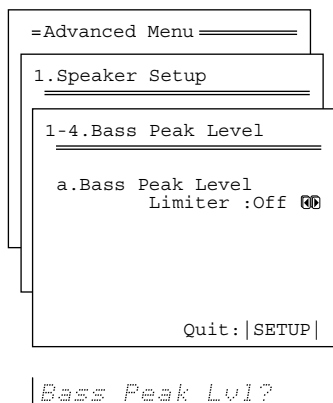 =Advanced Menu
1.Speaker Setup
1-4.Bass Peak Level
a.Bass Peak Level
Limiter :Off
Quit:|SETUP|
Bass Peak Lvl?